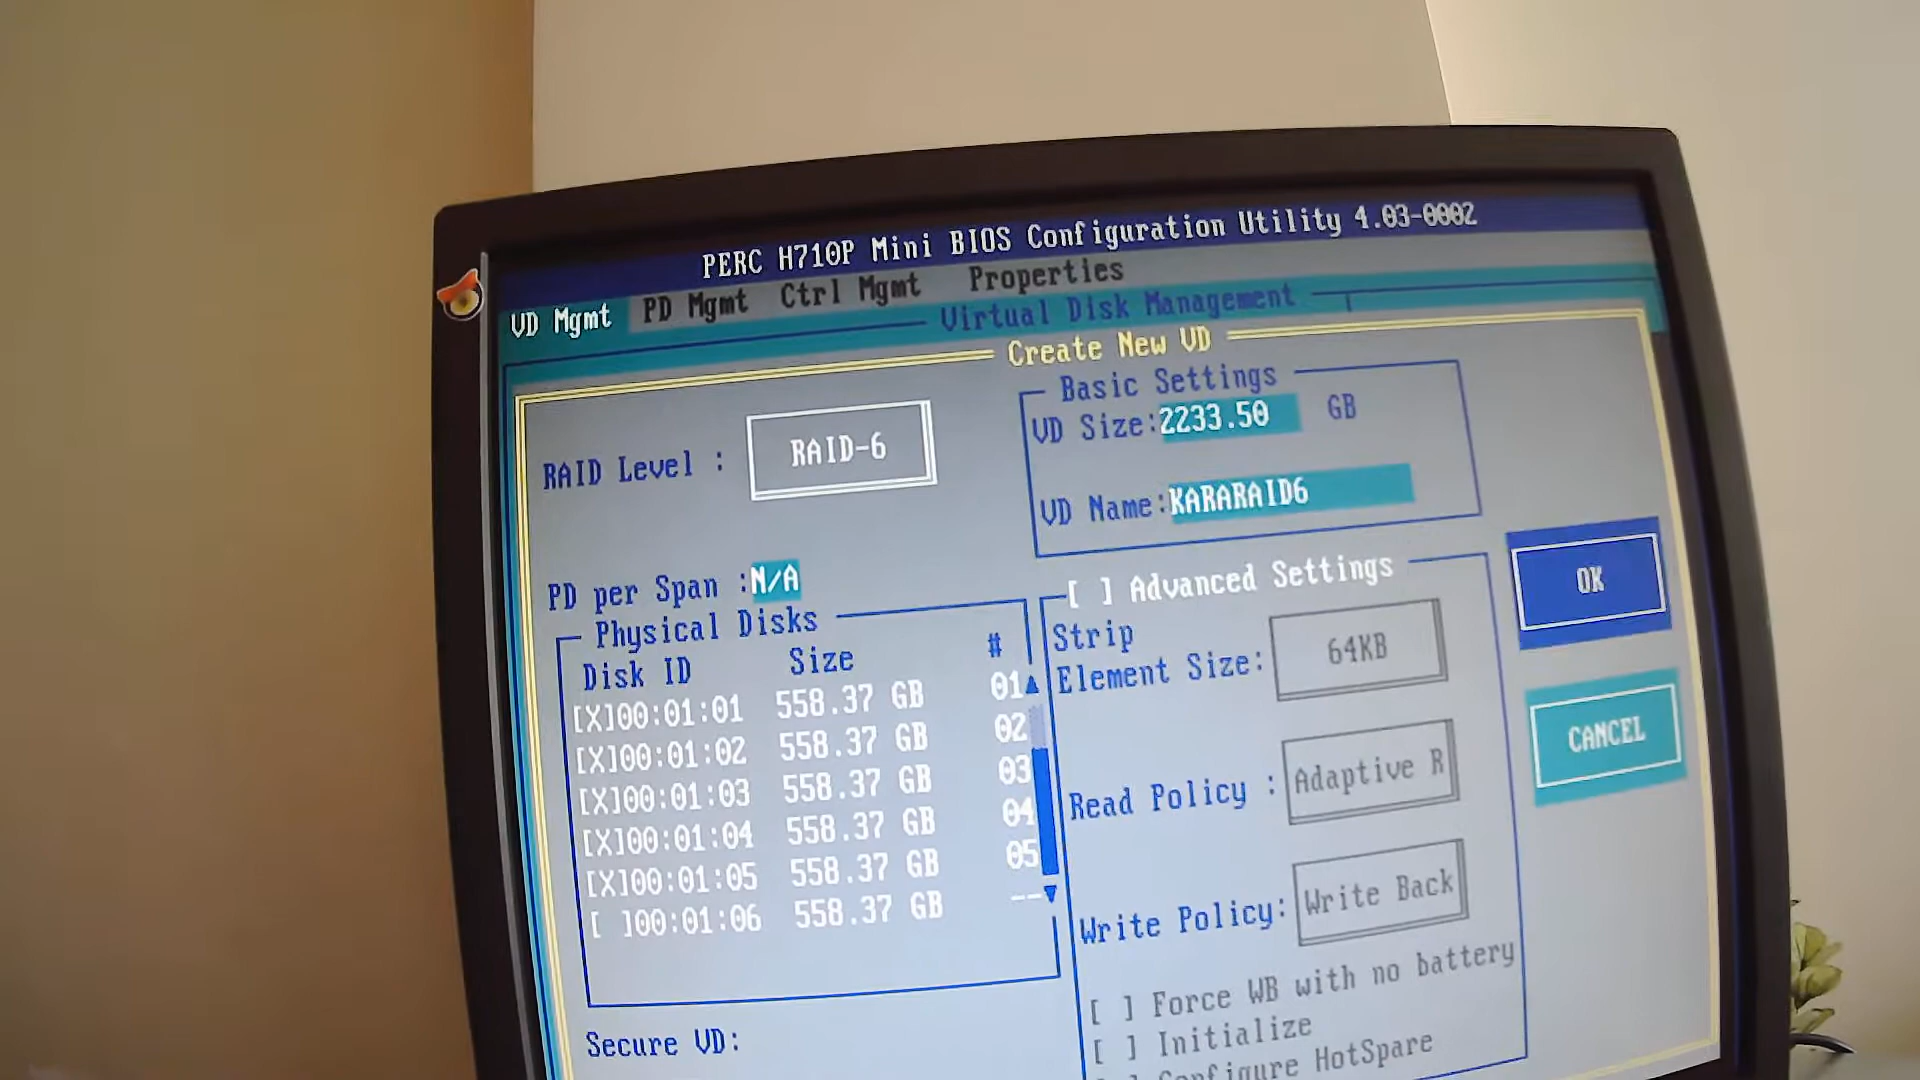 PERC H710P Mini BIOS Configuration Utility 4.03-0002
VD Mgmt PD Mgmt Ctrl Mgmt Properties
Virtual Disk Management
Create New VD
RAID Level : RAID-6
PD per Span :N/A
Physical Disks
Disk ID Size #
[X]00:01:01 558.37 GB 01
[X]00:01:02 558.37 GB 02
[X]00:01:03 558.37 GB 03
[X]00:01:04 558.37 GB 04
[X]00:01:05 558.37 GB 05
[ ]00:01:06 558.37 GB --
Secure VD:
Basic Settings
VD Size:2233.50 GB
VD Name:KARARAID6
[ ] Advanced Settings
Strip
Element Size: 64KB
Read Policy : Adaptive R
Write Policy: Write Back
[ ] Force WB with no battery
[ ] Initialize
Configure HotSpare
OK
CANCEL